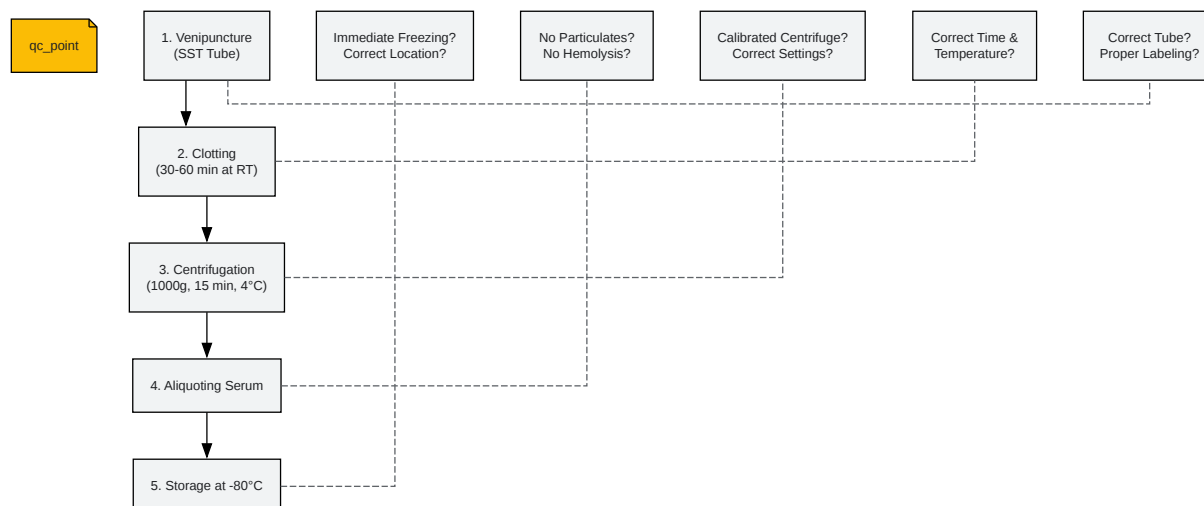 qc_point
1. Venipuncture
(SST Tube)
Immediate Freezing?
Correct Location?
No Particulates?
No Hemolysis?
Calibrated Centrifuge?
Correct Settings?
Correct Time &
Temperature?
Correct Tube?
Proper Labeling?
2. Clotting
(30-60 min at RT)
3. Centrifugation
(1000g, 15 min, 4°C)
4. Aliquoting Serum
5. Storage at -80°C